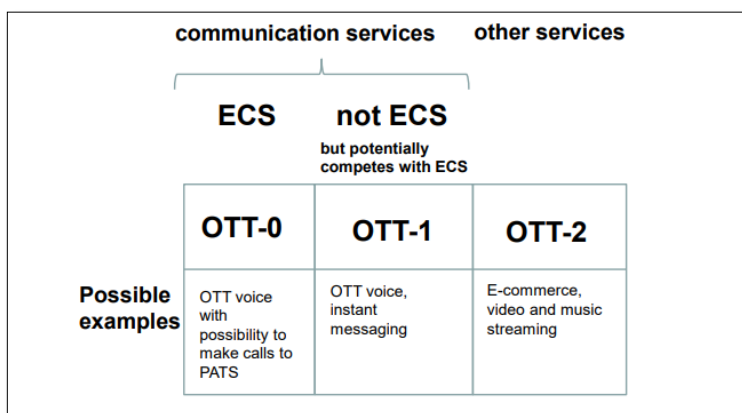 communication services other services
ECS not ECS
but potentially
competes with ECS
OTT-0 OTT-1 OTT-2
Possible
examples
OTT voice
with
possibility to
make calls to
PATS
OTT voice,
instant
messaging
E-commerce,
video and music
streaming